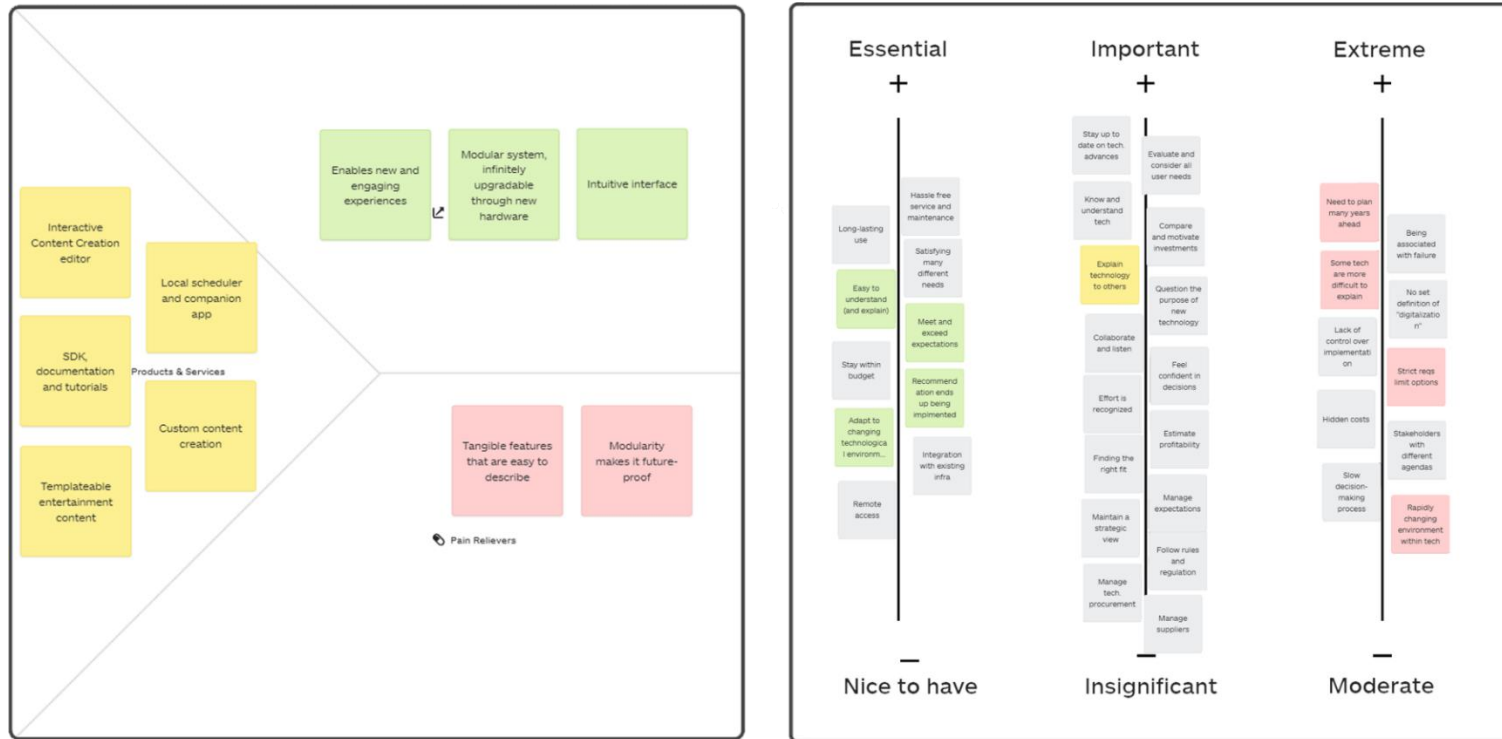 Enables new and
engaging
experiences
Modular system,
infinitely
upgradable
through new
hardware
Intuitive interface
Interactive
Content Creation
editor
Local scheduler
and companion
app
SDK,
documentation
and tutorials
Products & Services
Custom content
creation
Templateable
entertainment
content
Tangible features
that are easy to
describe
Modularity
makes it future-
proof
Pain Relievers
Essential
+
Hassle free
service and
maintenance
Long-lasting
use
Satisfying
many
different
needs
Easy to
understand
(and explain)
Meet and
exceed
expectations
Stay within
budget
Recommend
ation ends
up being
impimented
Adapt to
changing
technologica
l environm...
Integration
with existing
infra
Remote
access
–
Nice to have
Important
+
Stay up to
date on tech.
advances
Evaluate and
consider all
user needs
Know and
understand
tech
Compare
and motivate
investments
Explain
technology
to others
Question the
purpose of
new
technology
Collaborate
and listen
Feel
confident in
decisions
Effort is
recognized
Estimate
profitability
Finding the
right fit
Manage
expectations
Maintain a
strategic
view
Follow rules
and
regulation
Manage
tech.
procurement
Manage
suppliers
–
Insignificant
Extreme
+
Need to plan
many years
ahead
Being
associated
with failure
Some tech
are more
difficult to
explain
No set
definition of
"digitalizatio
n"
Lack of
control over
implementati
on
Strict reqs
limit options
Hidden costs
Stakeholders
with
different
agendas
Slow
decision-
making
process
Rapidly
changing
environment
within tech
–
Moderate